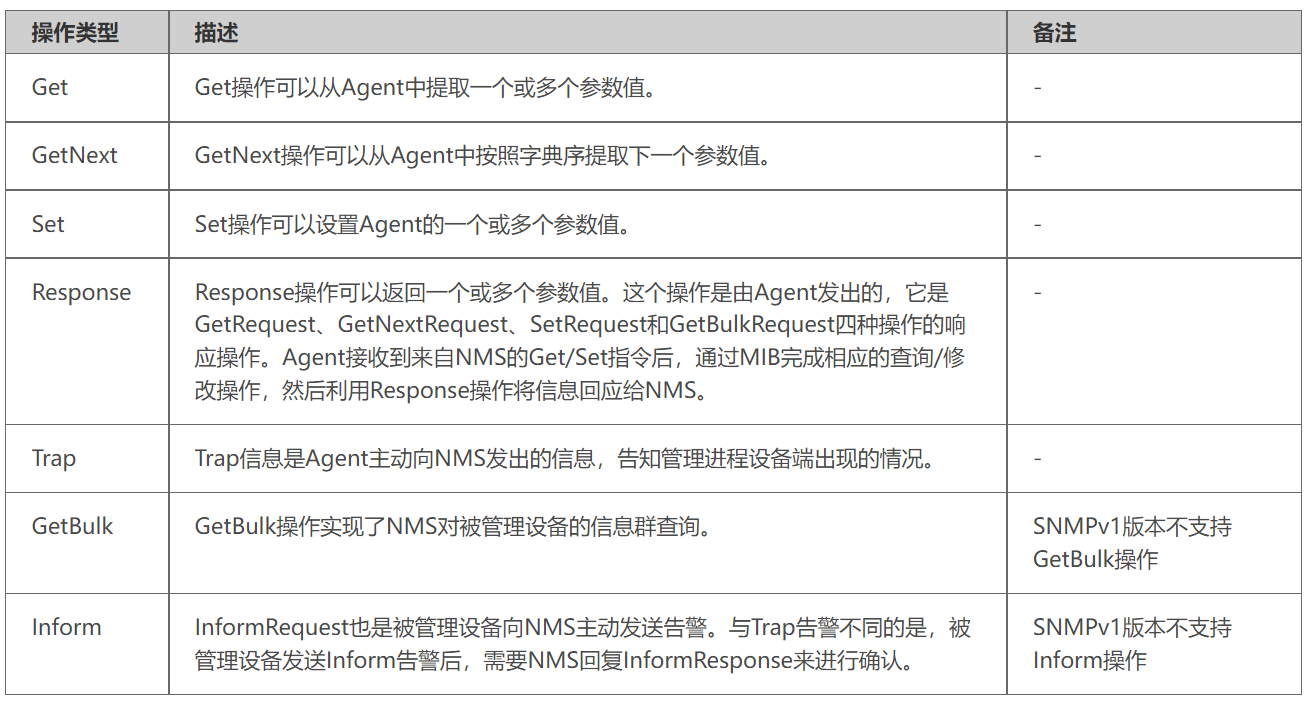 操作类型 描述 备注
Get Get操作可以从Agent中提取一个或多个参数值。 -
GetNext GetNext操作可以从Agent中按照字典序提取下一个参数值。 -
Set Set操作可以设置Agent的一个或多个参数值。 -
Response Response操作可以返回一个或多个参数值。这个操作是由Agent发出的，它是 -
GetRequest、GetNextRequest、SetRequest和GetBulkRequest四种操作的响
应操作。Agent接收到来自NMS的Get/Set指令后，通过MIB完成相应的查询/修
改操作，然后利用Response操作将信息回应给NMS。
Trap Trap信息是Agent主动向NMS发出的信息，告知管理进程设备端出现的情况。 -
GetBulk GetBulk操作实现了NMS对被管理设备的信息群查询。 SNMPv1版本不支持
GetBulk操作
Inform InformRequest也是被管理设备向NMS主动发送告警。与Trap告警不同的是，被 SNMPv1版本不支持
管理设备发送Inform告警后，需要NMS回复InformResponse来进行确认。 Inform操作